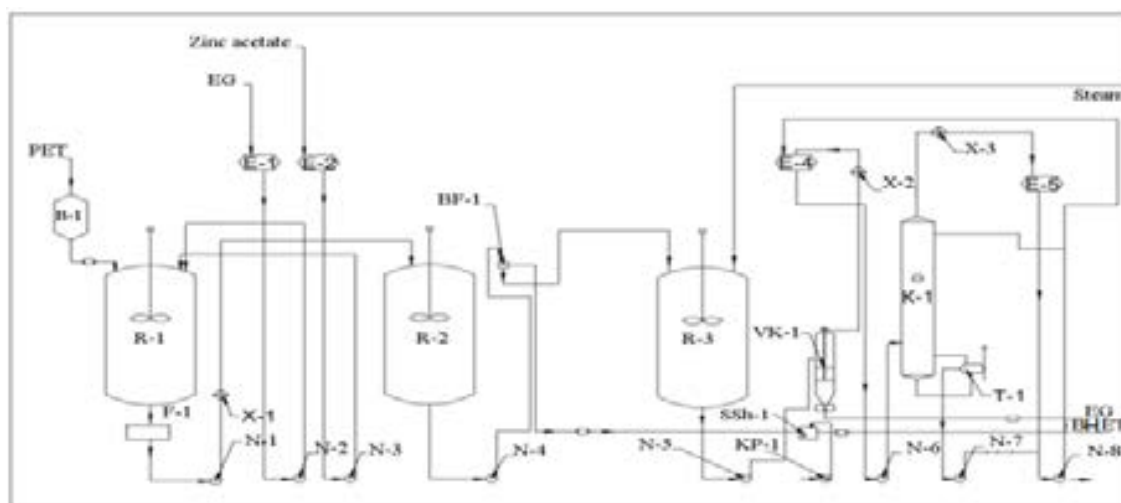 Zinc acetate
EG
Steam
PET
E-1
E-2
E-4
X-3
X-2
E-5
B-1
BF-1
K-1
R-1
R-2
R-3
VK-1
F-1
X-1
T-1
SSh-1
EG
BHET
N-1
N-2
N-3
N-4
N-5
KP-1
N-6
N-7
N-8